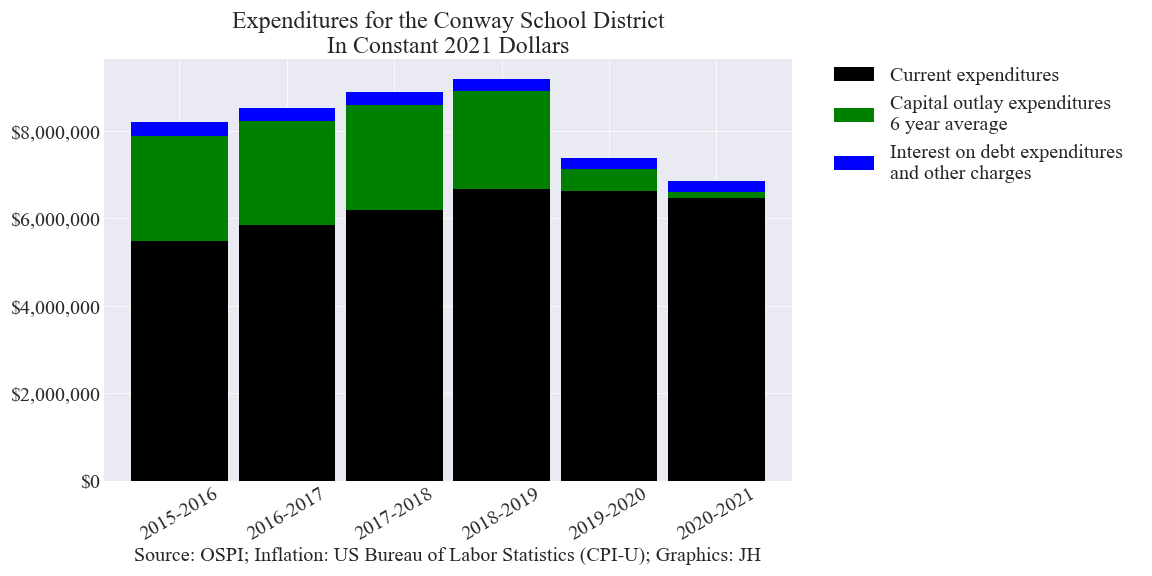 Expenditures for the Conway School District
In Constant 2021 Dollars
Current expenditures
Capital outlay expenditures
6 year average
Interest on debt expenditures
and other charges
$8,000,000
$6,000,000
$4,000,000
$2,000,000
$0
2015-2016
2016-2017
2017-2018
2018-2019
2019-2020
2020-2021
Source: OSPI; Inflation: US Bureau of Labor Statistics (CPI-U); Graphics: JH